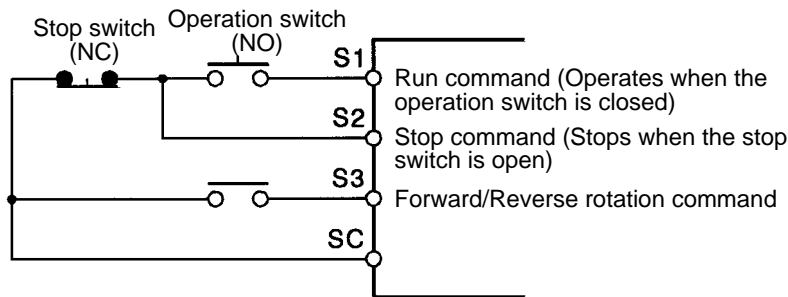 Stop switch
(NC)
Operation switch
(NO)
S1
Run command (Operates when the
operation switch is closed)
S2
Stop command (Stops when the stop
switch is open)
S3
Forward/Reverse rotation command
SC